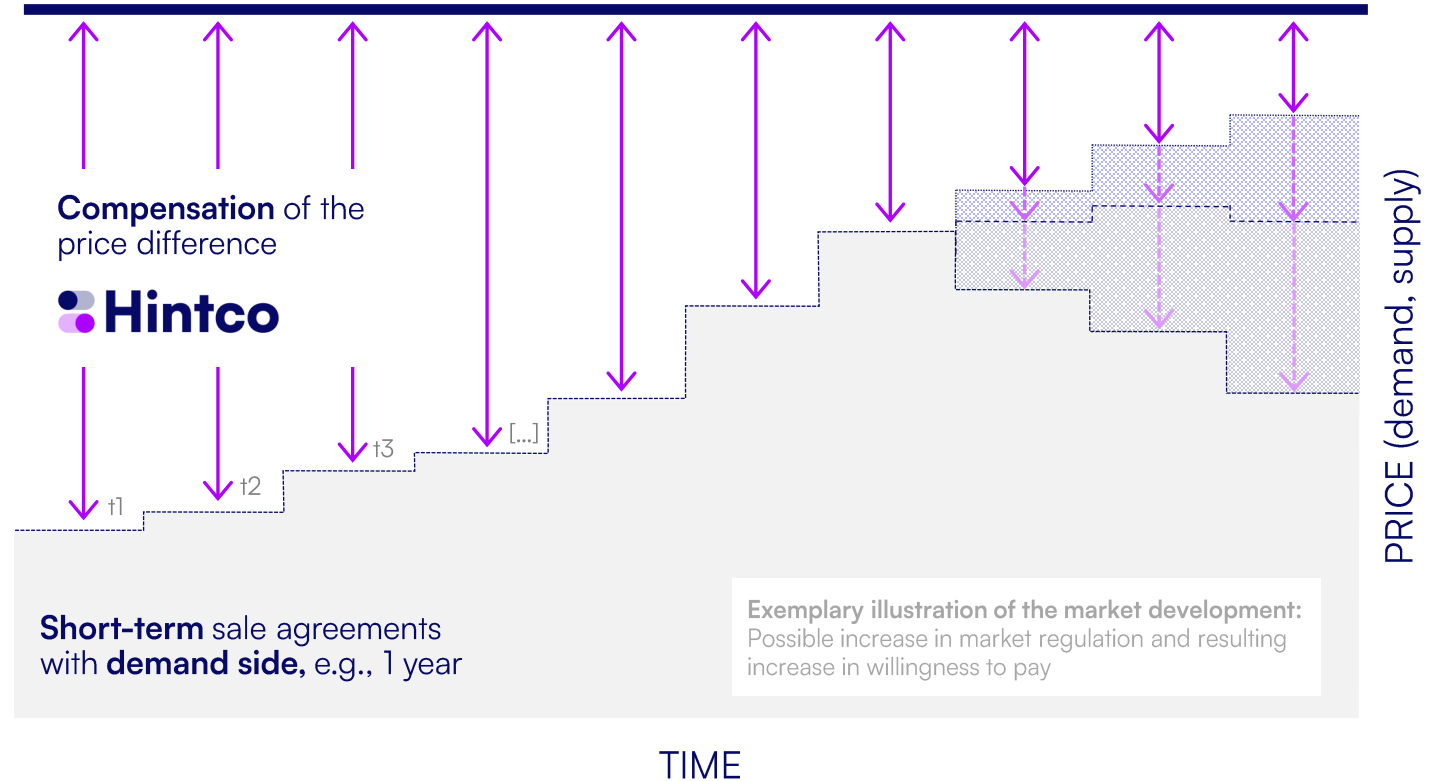 Compensation of the
price difference
Hintco
t1
t2
t3
[...]
Short-term sale agreements
with demand side, e.g., 1 year
Exemplary illustration of the market development:
Possible increase in market regulation and resulting
increase in willingness to pay
PRICE (demand, supply)
TIME